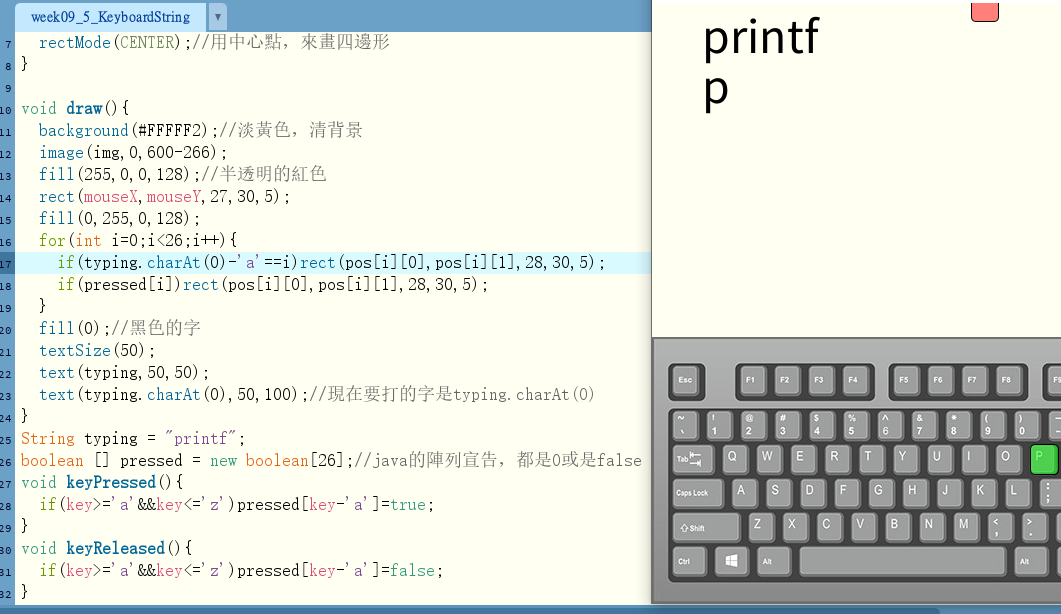 week09_5_KeyboardString
7 rectMode(CENTER);//用中心點, 來畫四邊形
8 }
9
10 void draw(){
11 background(#FFFFF2);//淡黃色, 清背景
12 image(img,0,600-266);
13 fill(255,0,0,128);//半透明的紅色
14 rect(mouseX,mouseY,27,30,5);
15 fill(0,255,0,128);
16 for(int i=0;i<26;i++){
17 if(typing.charAt(0)-'a'==i)rect(pos[i][0],pos[i][1],28,30,5);
18 if(pressed[i])rect(pos[i][0],pos[i][1],28,30,5);
19 }
20 fill(0);//黑色的字
21 textSize(50);
22 text(typing,50,50);
23 text(typing.charAt(0),50,100);//現在要打的字是typing.charAt(0)
24 }
25 String typing = "printf";
26 boolean [] pressed = new boolean[26];//java的陣列宣告, 都是0或是false
27 void keyPressed(){
28 if(key>='a'&&key<='z')pressed[key-'a']=true;
29 }
30 void keyReleased(){
31 if(key>='a'&&key<='z')pressed[key-'a']=false;
32 }
printf
p
Esc F1 F2 F3 F4 F5 F6 F7 F8 F9
~ ! @ # $ % ^ & * ( ) _
` 1 2 3 4 5 6 7 8 9 0 -
Tab Q W E R T Y U I O P
Caps Lock A S D F G H J K L : ;
Shift Z X C V B N M < , > .
Ctrl Alt Alt